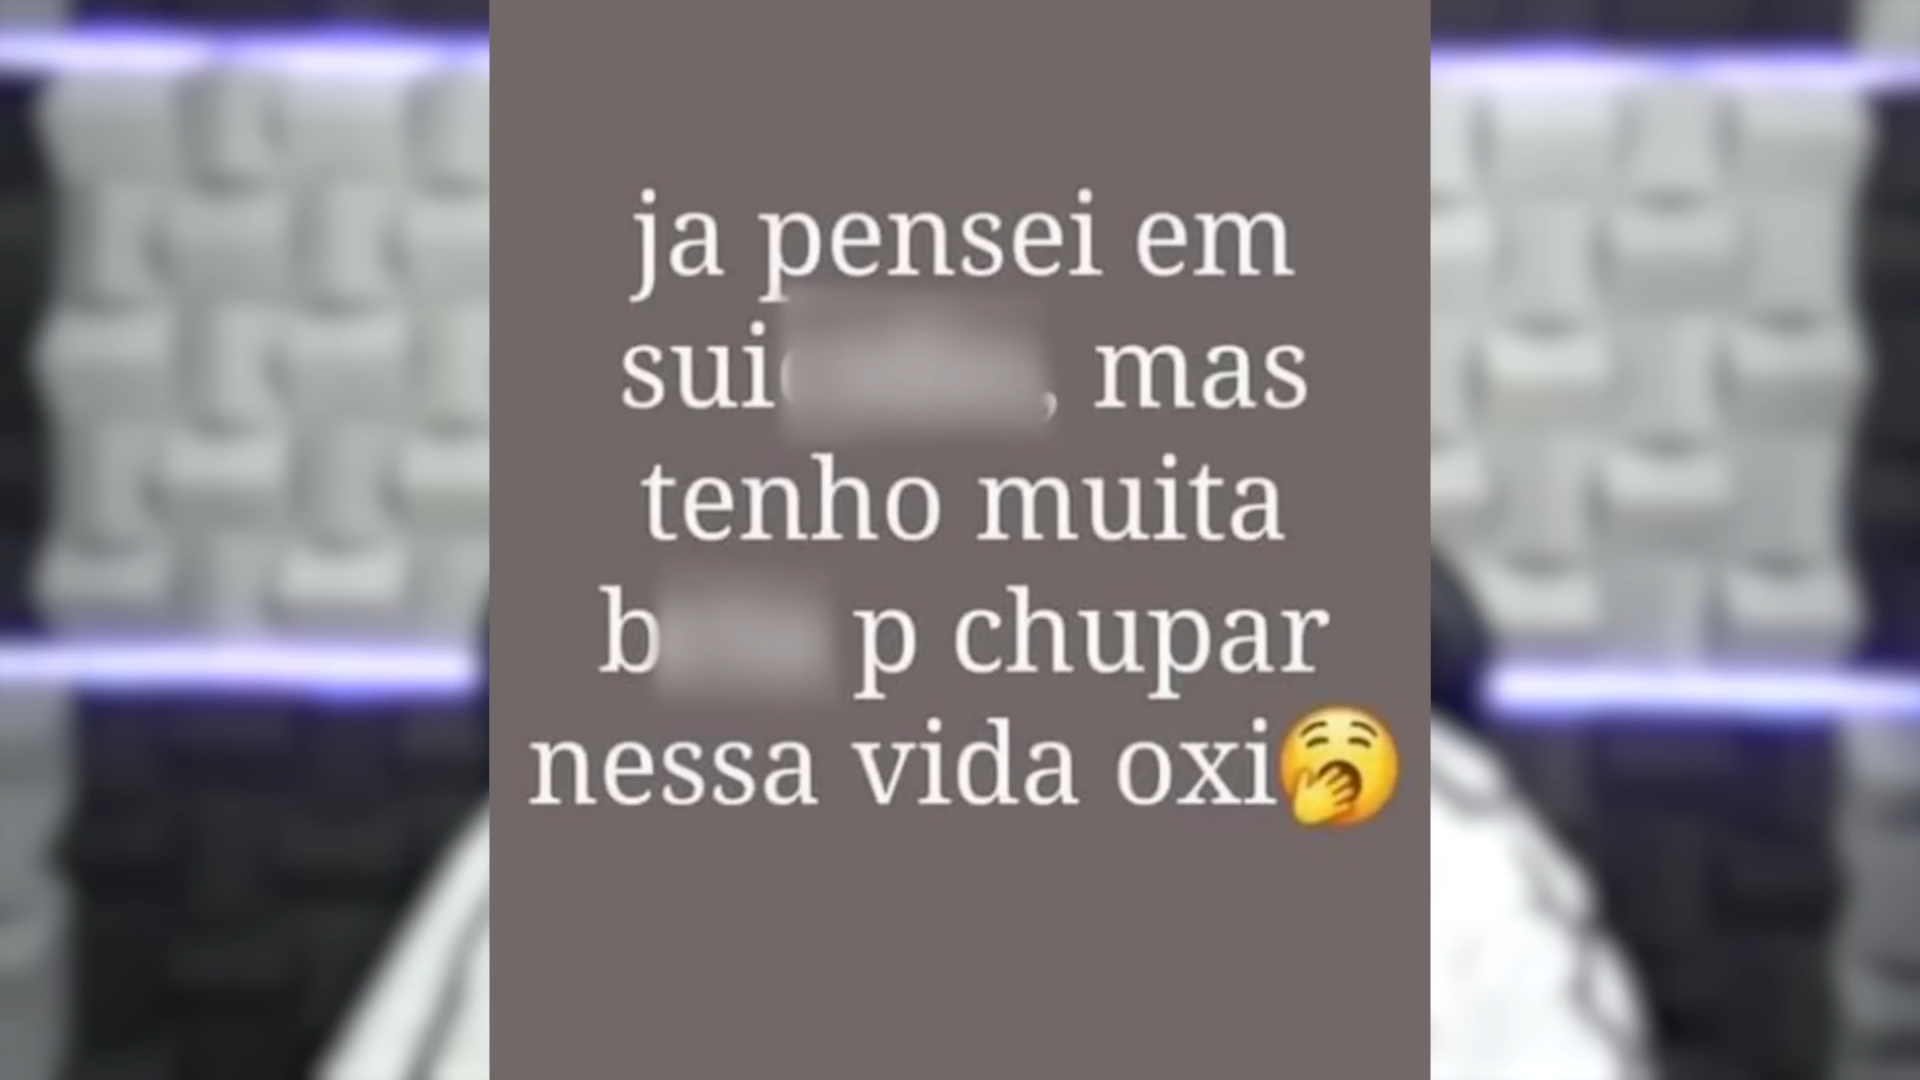 ja pensei em
sui , mas
tenho muita
b p chupar
nessa vida oxi🥱